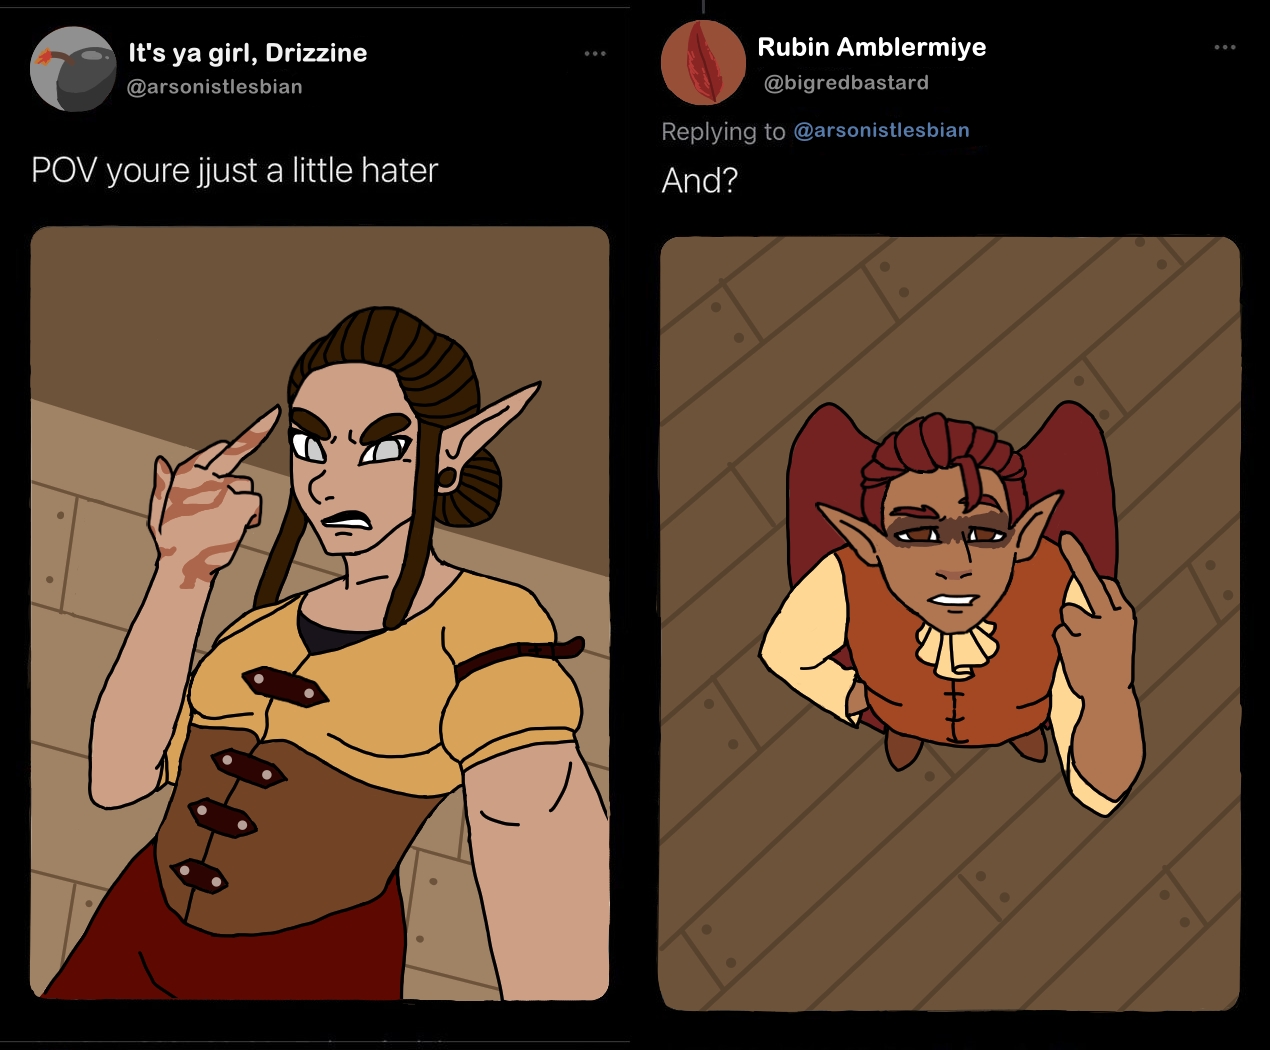 It's ya girl, Drizzine
@arsonistlesbian
POV youre jjust a little hater
Rubin Amblermiye
@bigredbastard
Replying to @arsonistlesbian
And?